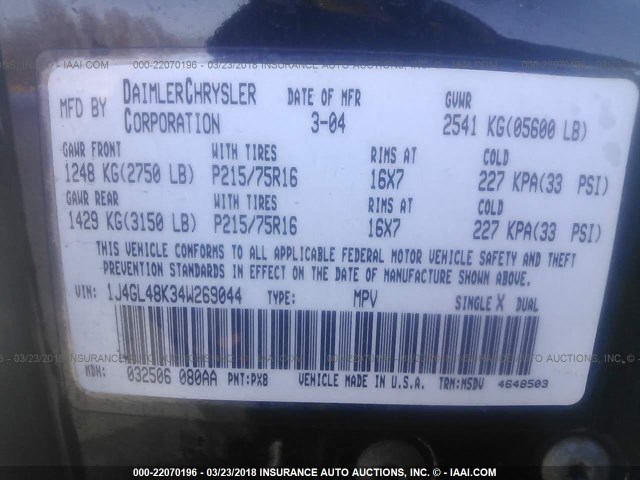 000-22070196 - 03/23/2018 INSURANCE AUTO AUCTIONS, INC. - © IAAI.COM
MFD BY DAIMLERCHRYSLER CORPORATION DATE OF MFR 3-04 GVWR 2541 KG(05600 LB)
GAWR FRONT WITH TIRES RIMS AT COLD
1248 KG(2750 LB) P215/75R16 16X7 227 KPA(33 PSI)
GAWR REAR WITH TIRES RIMS AT COLD
1429 KG(3150 LB) P215/75R16 16X7 227 KPA(33 PSI)
THIS VEHICLE CONFORMS TO ALL APPLICABLE FEDERAL MOTOR VEHICLE SAFETY AND THEFT
PREVENTION STANDARDS IN EFFECT ON THE DATE OF MANUFACTURE SHOWN ABOVE.
VIN: 1J4GL48K34W269044 TYPE: MPV SINGLE X DUAL
MDH: 032506 080AA PNT:PX8 VEHICLE MADE IN U.S.A. TRM:MSDV 4648503
000-22070196 - 03/23/2018 INSURANCE AUTO AUCTIONS, INC. - © IAAI.COM